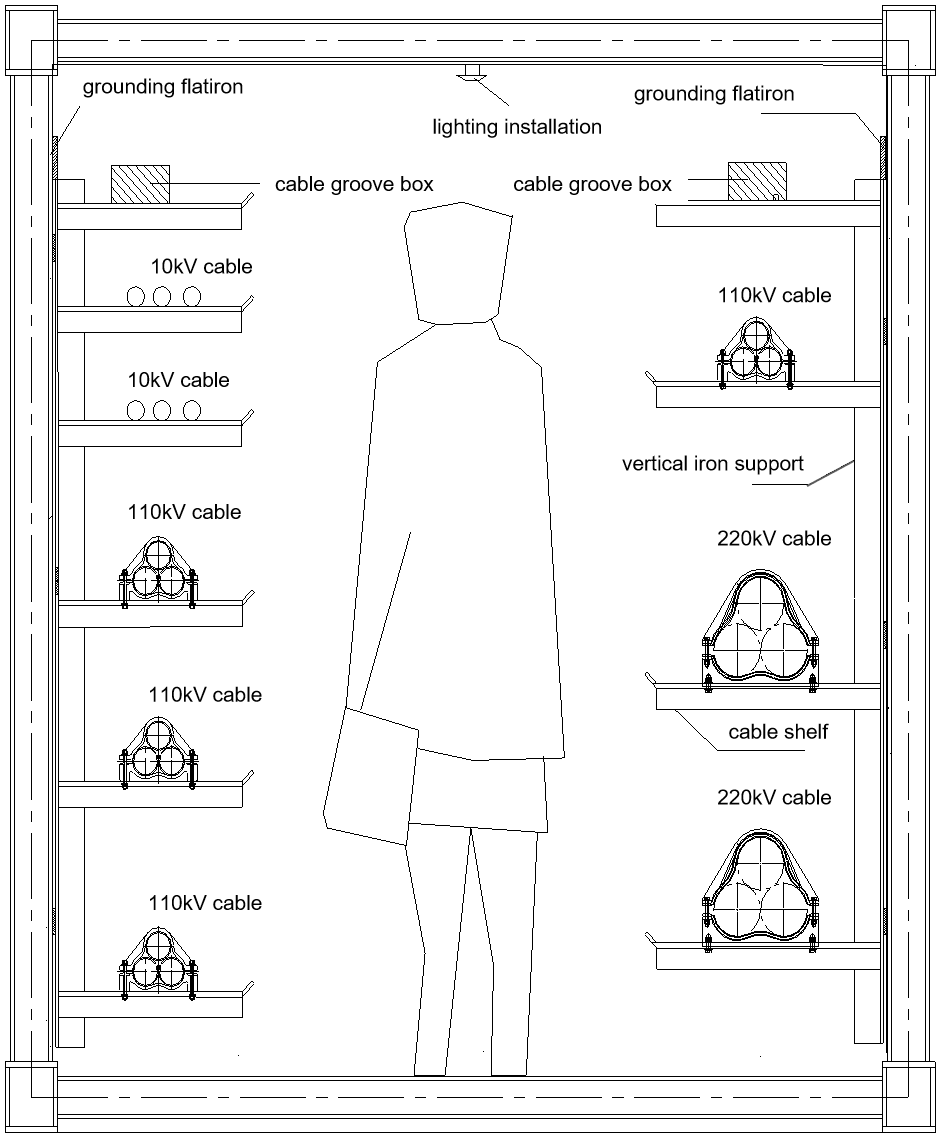 grounding flatiron
grounding flatiron
lighting installation
cable groove box
cable groove box
10kV cable
110kV cable
10kV cable
vertical iron support
110kV cable
220kV cable
110kV cable
cable shelf
220kV cable
110kV cable